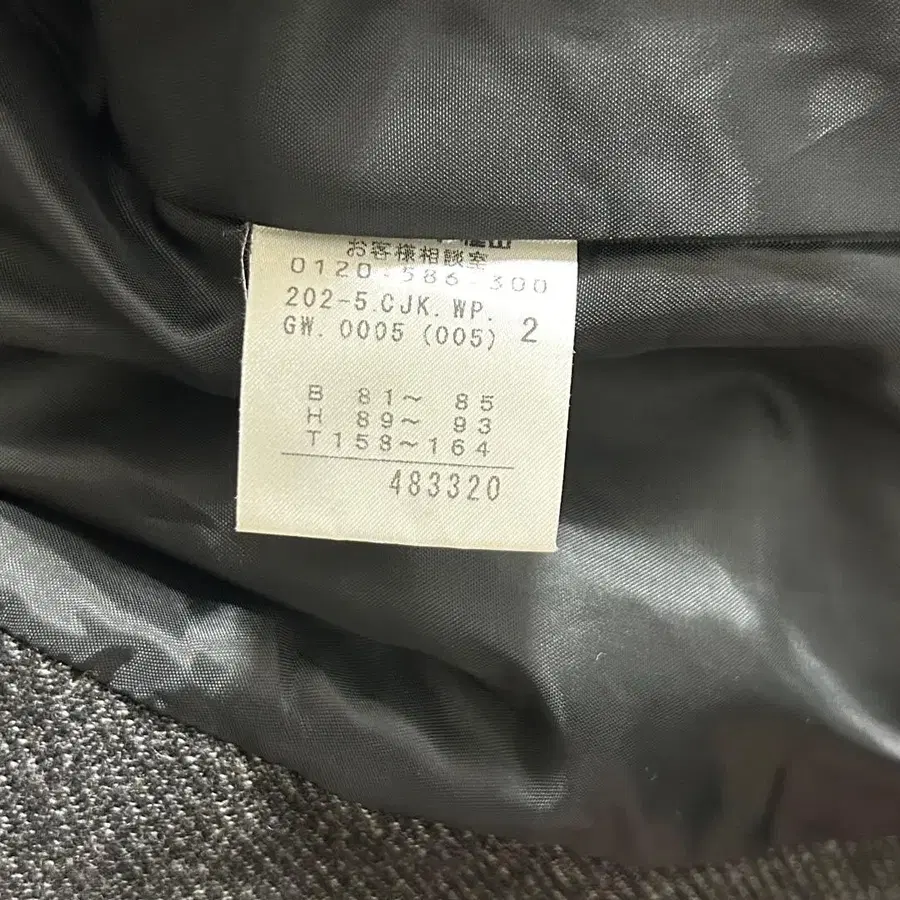 お客様相談室
0120-586-300
202-5.CJK.WP.
GW.0005(005) 2
B 81～ 85
H 89～ 93
T158～164
483320